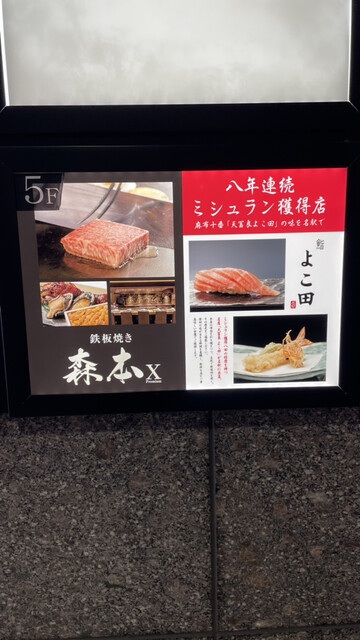 5F
鉄板焼き
森本X
Premium
八年連続
ミシュラン獲得店
麻布十番「天冨良よこ田」の味を名駅で
鮨
よこ田